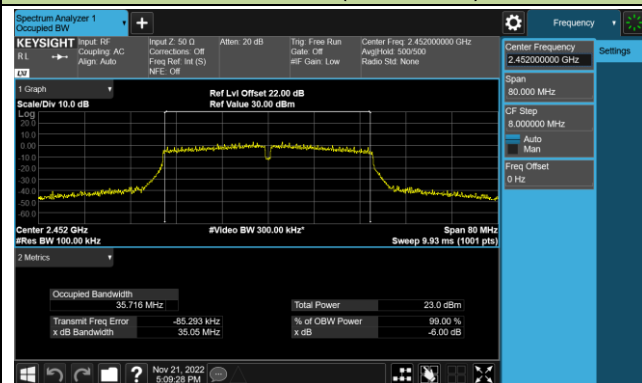 Spectrum Analyzer 1
Occupied BW
Frequency
KEYSIGHT Input: RF Input Z: 50 Ω Atten: 20 dB Trig: Free Run Center Freq: 2.452000000 GHz
RL Coupling: AC Corrections: Off Gate: Off Avg|Hold: 500/500
Align: Auto Freq Ref: Int (S) #IF Gain: Low Radio Std: None
LXI NFE: Off
Center Frequency
2.452000000 GHz
Settings
Span
80.000 MHz
CF Step
8.000000 MHz
Auto
Man
Freq Offset
0 Hz
1 Graph
Ref Lvl Offset 22.00 dB
Scale/Div 10.0 dB Ref Value 30.00 dBm
Log
20.0
10.0
0.00
-10.0
-20.0
-30.0
-40.0
-50.0
-60.0
Center 2.452 GHz #Video BW 300.00 kHz* Span 80 MHz
#Res BW 100.00 kHz Sweep 9.93 ms (1001 pts)
2 Metrics
Occupied Bandwidth
35.716 MHz Total Power 23.0 dBm
Transmit Freq Error -85.293 kHz % of OBW Power 99.00 %
x dB Bandwidth 35.05 MHz x dB -6.00 dB
Nov 21, 2022
5:09:28 PM